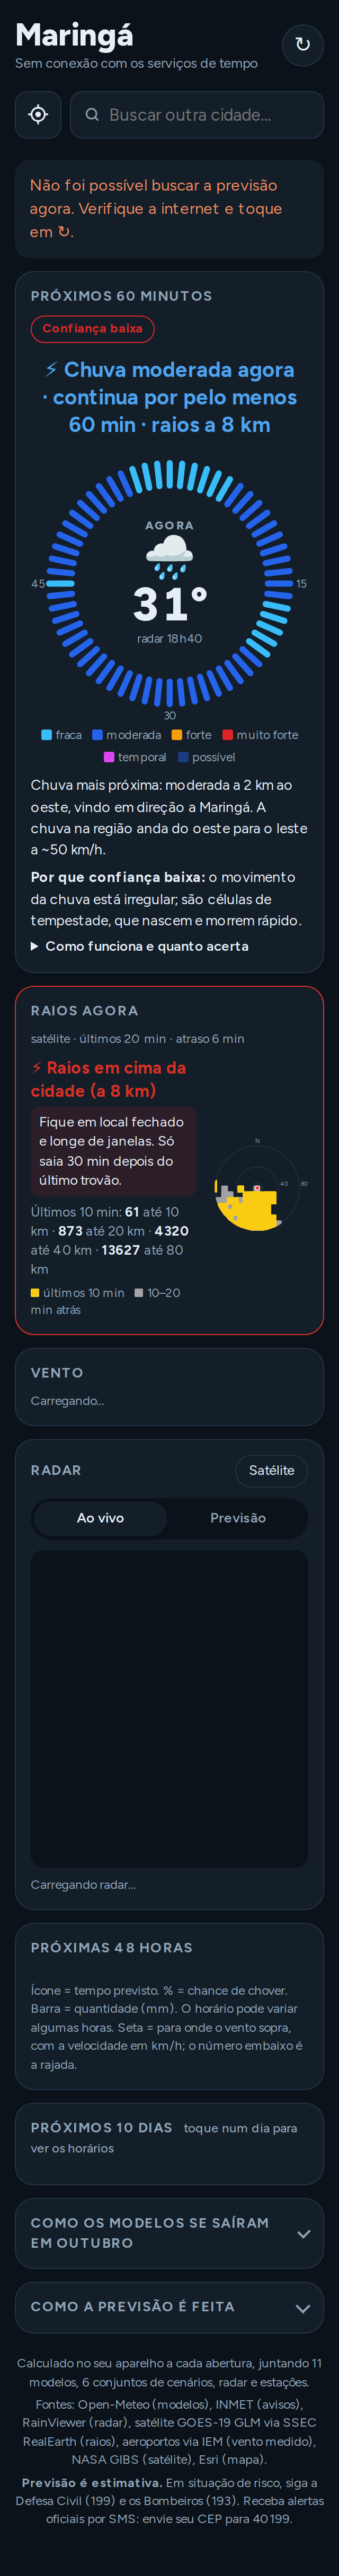 Maringá
Sem conexão com os serviços de tempo
↻
Buscar outra cidade...
Não foi possível buscar a previsão
agora. Verifique a internet e toque
em ↻.
PRÓXIMOS 60 MINUTOS
Confiança baixa
⚡ Chuva moderada agora
· continua por pelo menos
60 min · raios a 8 km
AGORA
31°
radar 18h40
45
15
30
fraca moderada forte muito forte
temporal possível
Chuva mais próxima: moderada a 2 km ao
oeste, vindo em direção a Maringá. A
chuva na região anda do oeste para o leste
a ~50 km/h.
Por que confiança baixa: o movimento
da chuva está irregular; são células de
tempestade, que nascem e morrem rápido.
▶ Como funciona e quanto acerta
RAIOS AGORA
satélite · últimos 20 min · atraso 6 min
⚡ Raios em cima da
cidade (a 8 km)
Fique em local fechado
e longe de janelas. Só
saia 30 min depois do
último trovão.
Últimos 10 min: 61 até 10
km · 873 até 20 km · 4320
até 40 km · 13627 até 80
km
últimos 10 min 10–20
min atrás
N
40 80
VENTO
Carregando...
RADAR
Satélite
Ao vivo Previsão
Carregando radar...
PRÓXIMAS 48 HORAS
Ícone = tempo previsto. % = chance de chover.
Barra = quantidade (mm). O horário pode variar
algumas horas. Seta = para onde o vento sopra,
com a velocidade em km/h; o número embaixo é
a rajada.
PRÓXIMOS 10 DIAS toque num dia para
ver os horários
COMO OS MODELOS SE SAÍRAM
EM OUTUBRO
COMO A PREVISÃO É FEITA
Calculado no seu aparelho a cada abertura, juntando 11
modelos, 6 conjuntos de cenários, radar e estações.
Fontes: Open-Meteo (modelos), INMET (avisos),
RainViewer (radar), satélite GOES-19 GLM via SSEC
RealEarth (raios), aeroportos via IEM (vento medido),
NASA GIBS (satélite), Esri (mapa).
Previsão é estimativa. Em situação de risco, siga a
Defesa Civil (199) e os Bombeiros (193). Receba alertas
oficiais por SMS: envie seu CEP para 40199.